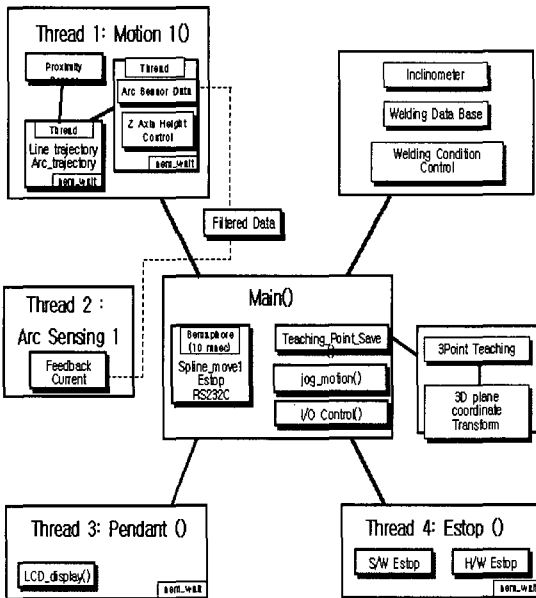 Thread 1: Motion 1()
Proximity
Thread
Line trajectory
Arc_trajectory
sem_wait
Thread
Arc Sensor Data
Z Axis Height
Control
sem_wait
Inclinometer
Welding Data Base
Welding Condition
Control
Filtered Data
Thread 2 :
Arc Sensing 1
Feedback
Current
Main()
Semaphore
(10 msec)
Spline_move1
Estop
RS232C
Teaching_Point_Save
()
jog_motion()
I/O Control()
3Point Teaching
3D plane
coordinate
Transform
Thread 3: Pendant ()
LCD_display()
sem_wait
Thread 4: Estop ()
S/W Estop
H/W Estop
sem_wait